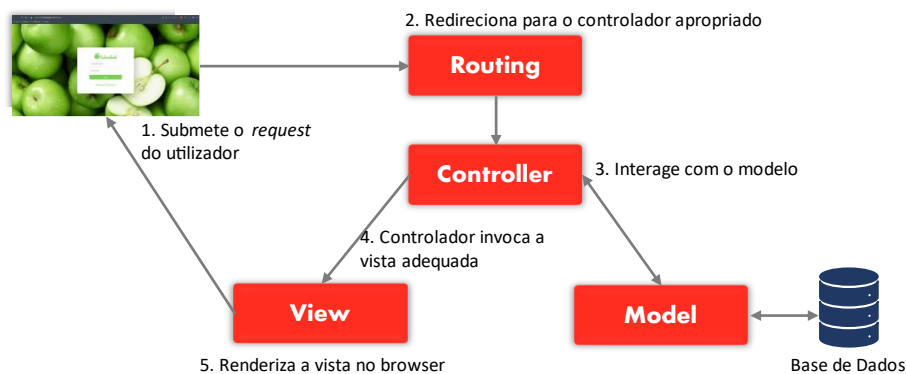 2. Redireciona para o controlador apropriado
Routing
1. Submete o request
do utilizador
Controller
3. Interage com o modelo
4. Controlador invoca a
vista adequada
View
Model
5. Renderiza a vista no browser
Base de Dados